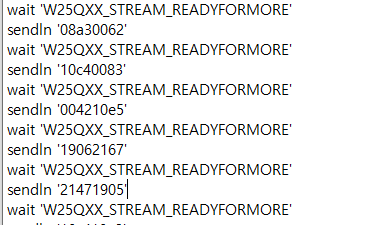 wait 'W25QXX_STREAM_READYFORMORE'
sendln '08a30062'
wait 'W25QXX_STREAM_READYFORMORE'
sendln '10c40083'
wait 'W25QXX_STREAM_READYFORMORE'
sendln '004210e5'
wait 'W25QXX_STREAM_READYFORMORE'
sendln '19062167'
wait 'W25QXX_STREAM_READYFORMORE'
sendln '21471905'
wait 'W25QXX_STREAM_READYFORMORE'